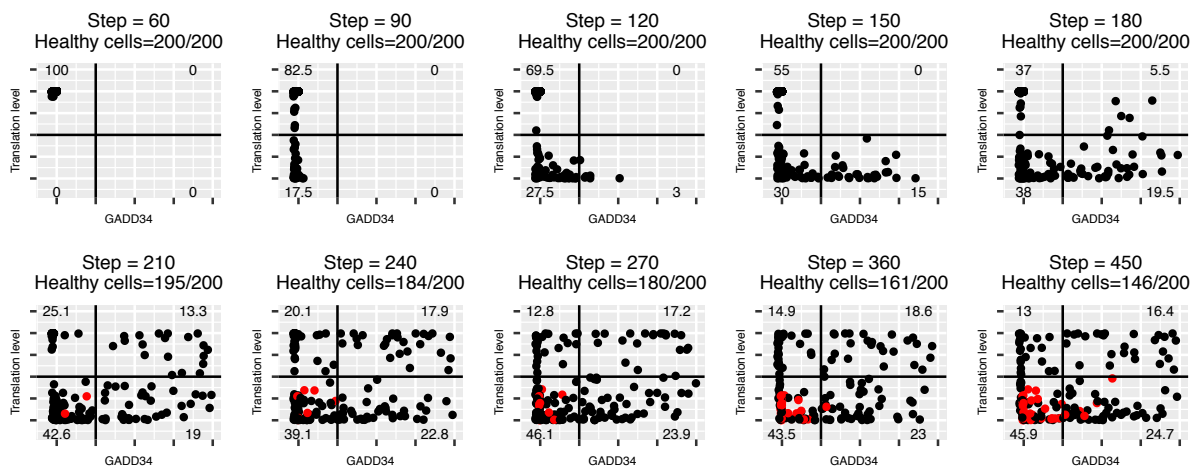 Step = 60
Healthy cells=200/200
100
0
Translation level
0
0
GADD34
Step = 90
Healthy cells=200/200
82.5
0
Translation level
17.5
0
GADD34
Step = 120
Healthy cells=200/200
69.5
0
Translation level
27.5
3
GADD34
Step = 150
Healthy cells=200/200
55
0
Translation level
30
15
GADD34
Step = 180
Healthy cells=200/200
37
5.5
Translation level
38
19.5
GADD34
Step = 210
Healthy cells=195/200
25.1
13.3
Translation level
42.6
19
GADD34
Step = 240
Healthy cells=184/200
20.1
17.9
Translation level
39.1
22.8
GADD34
Step = 270
Healthy cells=180/200
12.8
17.2
Translation level
46.1
23.9
GADD34
Step = 360
Healthy cells=161/200
14.9
18.6
Translation level
43.5
23
GADD34
Step = 450
Healthy cells=146/200
13
16.4
Translation level
45.9
24.7
GADD34